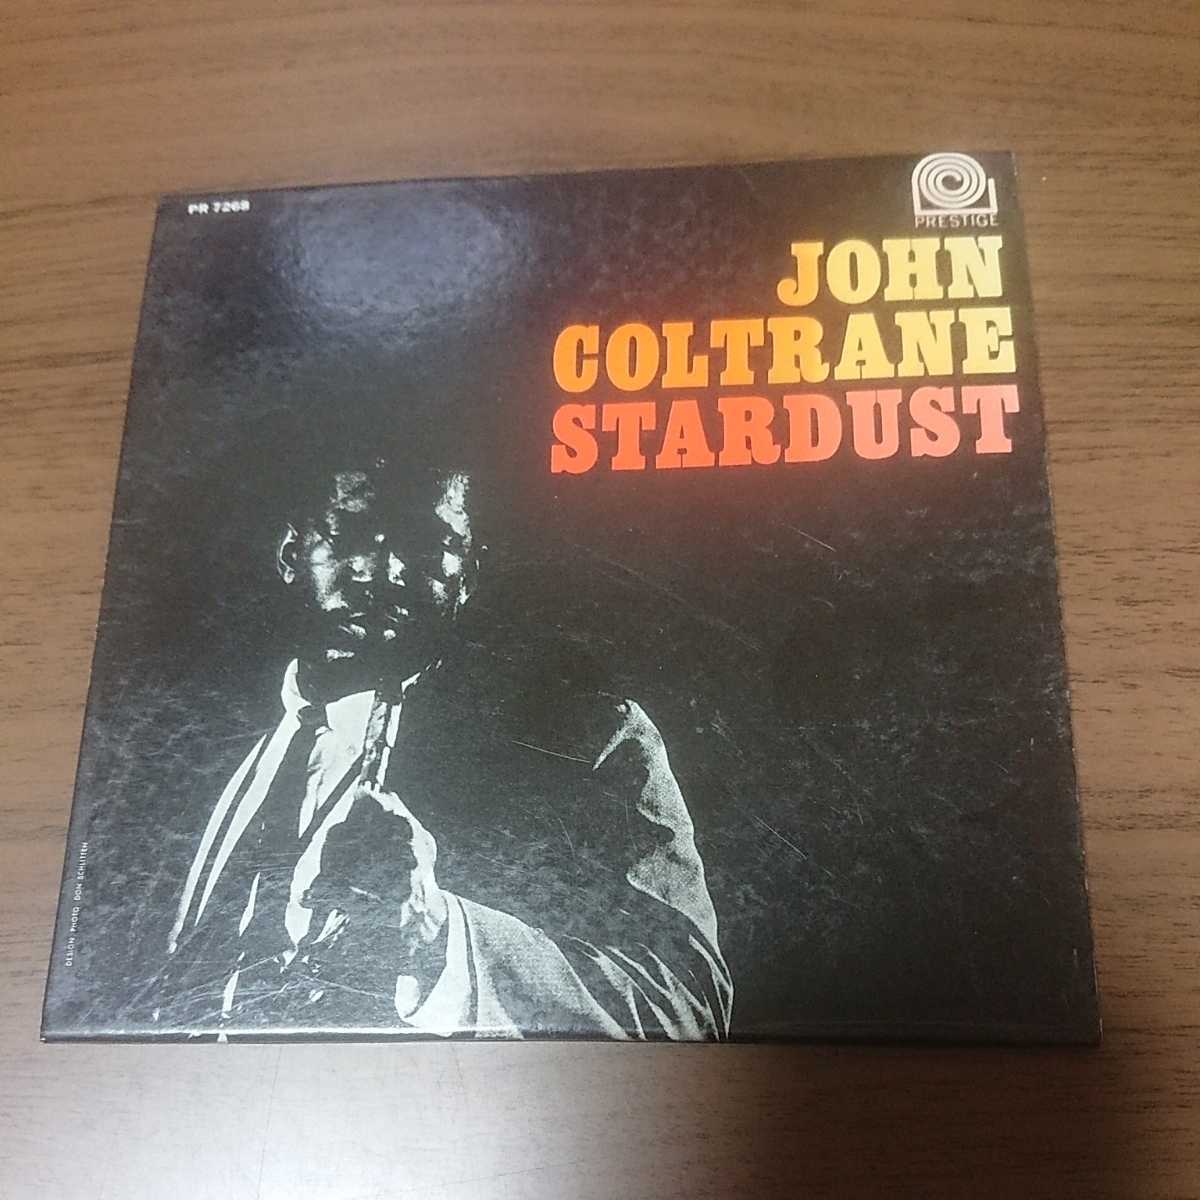 PR 7268
PRESTIGE
JOHN
COLTRANE
STARDUST
DESIGN / PHOTO DON SCHLITTEN